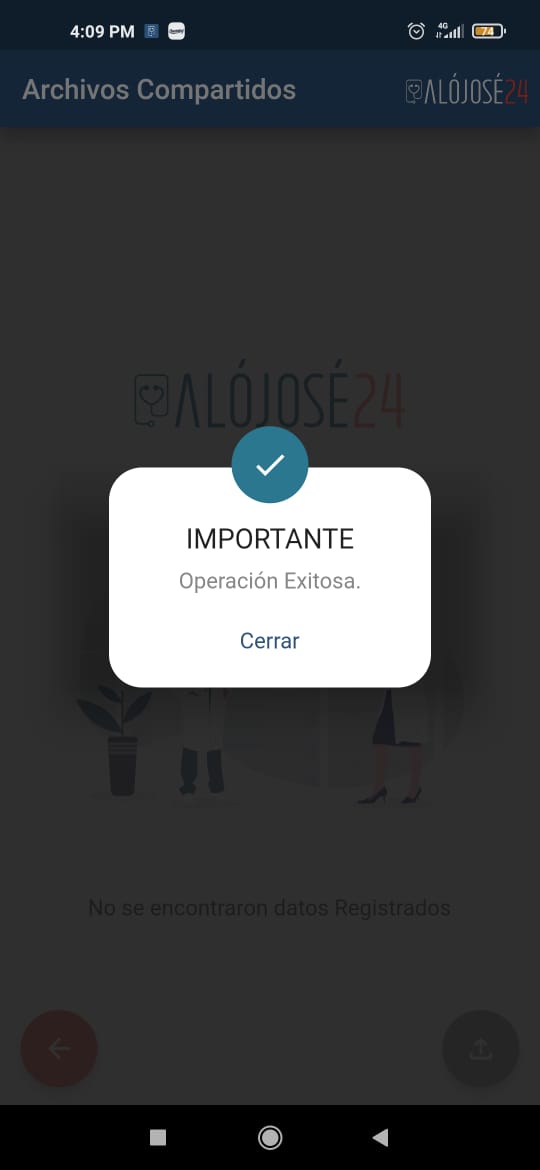 4:09 PM
4G
74
Archivos Compartidos
ALÓJOSÉ24
ALÓJOSÉ24
IMPORTANTE
Operación Exitosa.
Cerrar
No se encontraron datos Registrados